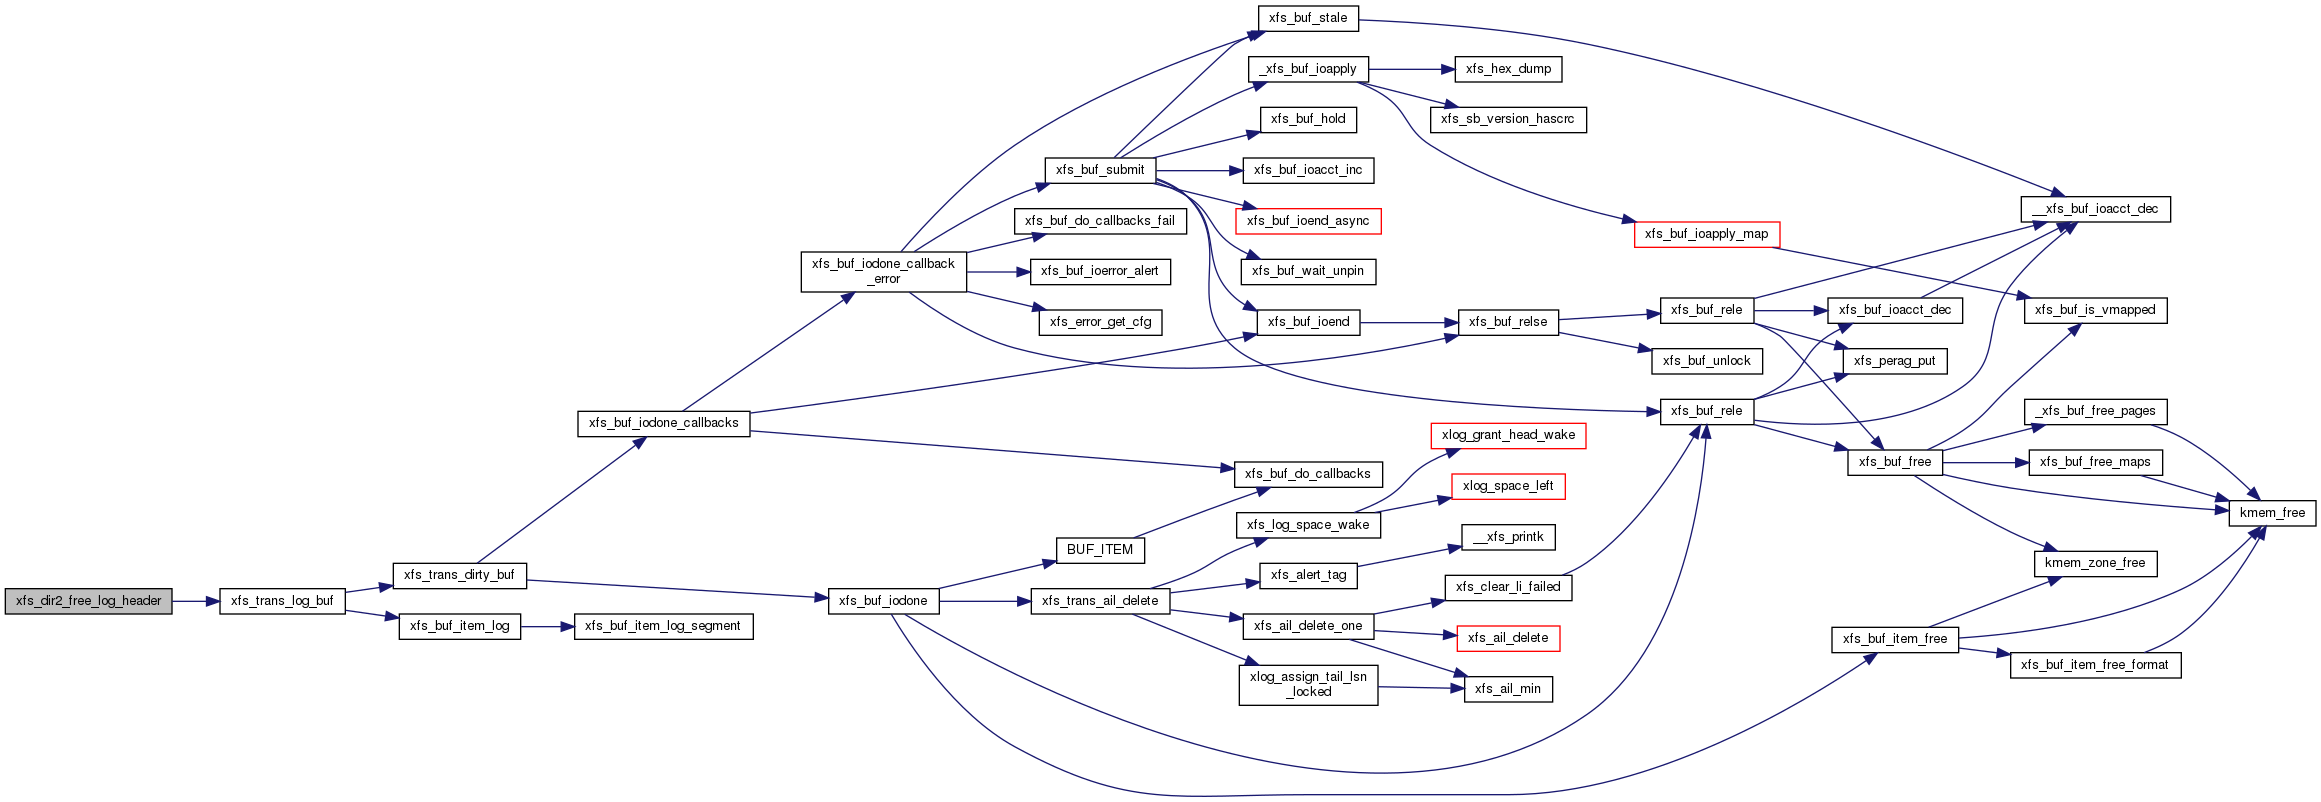 xfs_buf_stale
_xfs_buf_ioapply
xfs_hex_dump
xfs_buf_hold
xfs_sb_version_hascrc
xfs_buf_submit
xfs_buf_ioacct_inc
__xfs_buf_ioacct_dec
xfs_buf_do_callbacks_fail
xfs_buf_ioend_async
xfs_buf_ioapply_map
xfs_buf_iodone_callback
_error
xfs_buf_ioerror_alert
xfs_buf_wait_unpin
xfs_error_get_cfg
xfs_buf_ioend
xfs_buf_relse
xfs_buf_rele
xfs_buf_ioacct_dec
xfs_buf_is_vmapped
xfs_buf_unlock
xfs_perag_put
xfs_buf_iodone_callbacks
xfs_buf_rele
_xfs_buf_free_pages
xlog_grant_head_wake
xfs_buf_do_callbacks
xfs_buf_free
xfs_buf_free_maps
xlog_space_left
kmem_free
xfs_log_space_wake
__xfs_printk
BUF_ITEM
kmem_zone_free
xfs_trans_dirty_buf
xfs_alert_tag
xfs_clear_li_failed
xfs_dir2_free_log_header
xfs_trans_log_buf
xfs_buf_iodone
xfs_trans_ail_delete
xfs_buf_item_log
xfs_buf_item_log_segment
xfs_ail_delete_one
xfs_ail_delete
xfs_buf_item_free
xfs_buf_item_free_format
xlog_assign_tail_lsn
_locked
xfs_ail_min